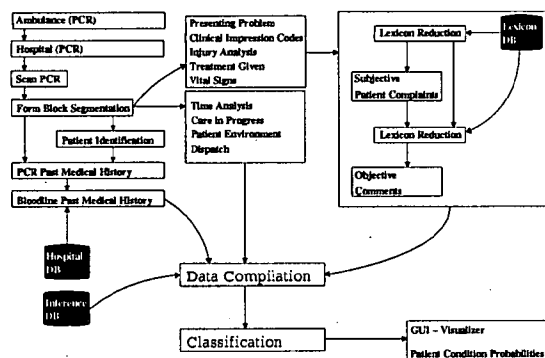 Ambulance (PCR)
Hospital (PCR)
Scan PCR
Form Block Segmentation
Patient Identification
PCR Past Medical History
Bloodline Past Medical History
Hospital
DB
Inference
DB
Presenting Problem
Clinical Impression Codes
Injury Analysis
Treatment Given
Vital Signs
Time Analysis
Care in Progress
Patient Environment
Dispatch
Lexicon Reduction
Lexicon
DB
Subjective
Patient Complaints
Lexicon Reduction
Objective
Comments
Data Compilation
Classification
GUI – Visualizer
Patient Condition Probabilities